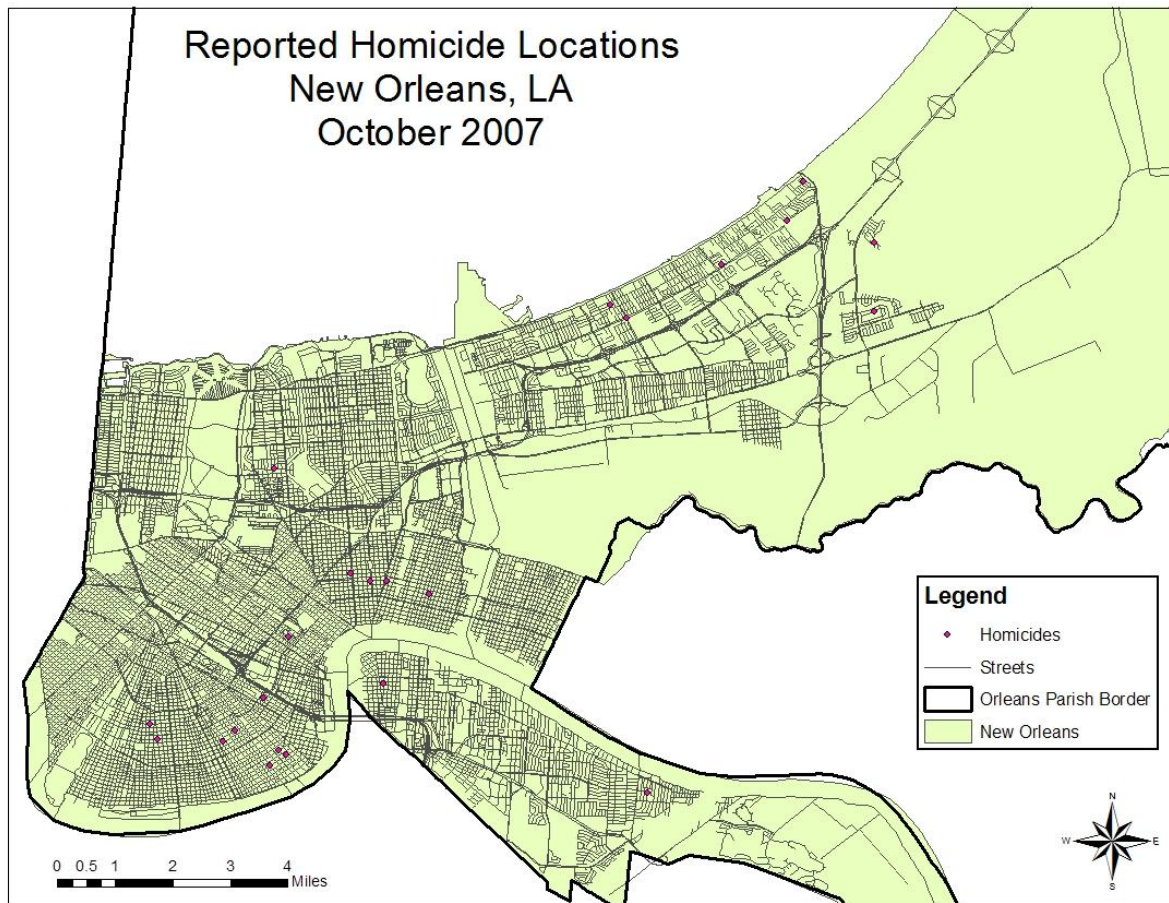 Reported Homicide Locations
New Orleans, LA
October 2007
Legend
Homicides
Streets
Orleans Parish Border
New Orleans
N
W E
S
0 0.5 1 2 3 4
Miles